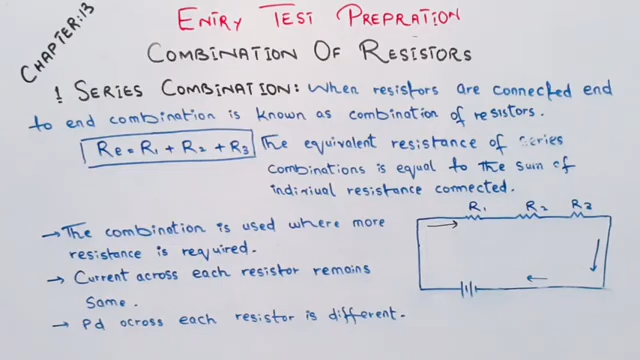 CHAPTER:13
ENTRY TEST PREPRATION
COMBINATION OF RESISTORS
! SERIES COMBINATION: When resistors are connected end
to end combination is known as combination of resistors.
Re = R1 + R2 + R3
The equivalent resistance of series
combinations is equal to the sum of
indiviual resistance connected.
→ The combination is used where more
resistance is required.
→ Current across each resistor remains
same.
→ Pd across each resistor is different.
R1 R2 R3